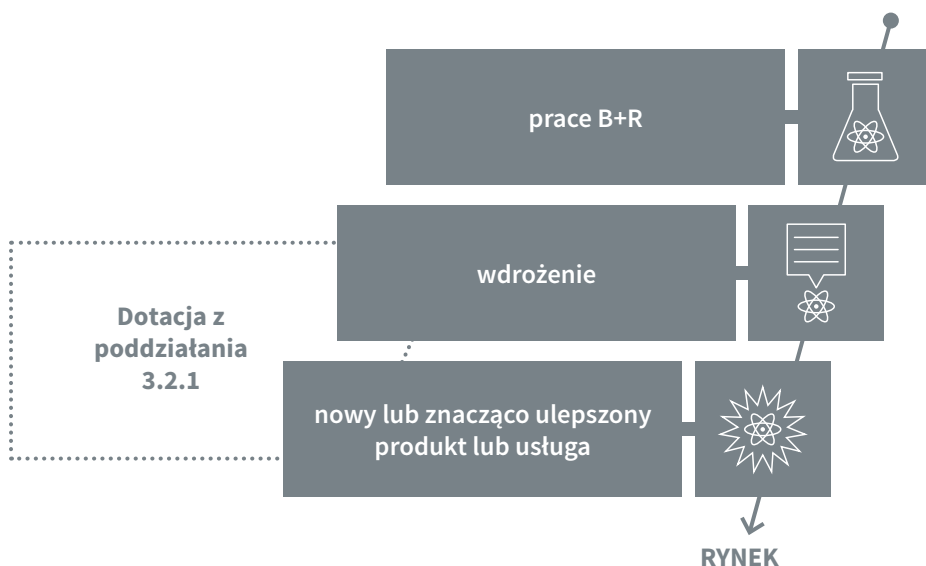 prace B+R
wdrożenie
Dotacja z
poddziałania
3.2.1
nowy lub znacząco ulepszony
produkt lub usługa
RYNEK